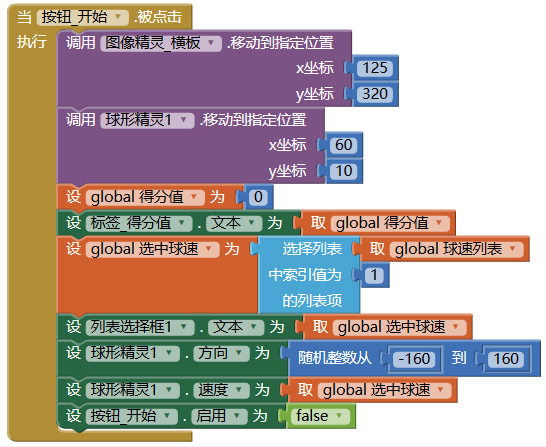 当 按钮_开始 .被点击
执行 调用 图像精灵_横板 .移动到指定位置
x坐标 125
y坐标 320
调用 球形精灵1 .移动到指定位置
x坐标 60
y坐标 10
设 global 得分值 为 0
设 标签_得分值 . 文本 为 取 global 得分值
设 global 选中球速 为 选择列表 取 global 球速列表
中索引值为 1
的列表项
设 列表选择框1 . 文本 为 取 global 选中球速
设 球形精灵1 . 方向 为 随机整数从 -160 到 160
设 球形精灵1 . 速度 为 取 global 选中球速
设 按钮_开始 . 启用 为 false